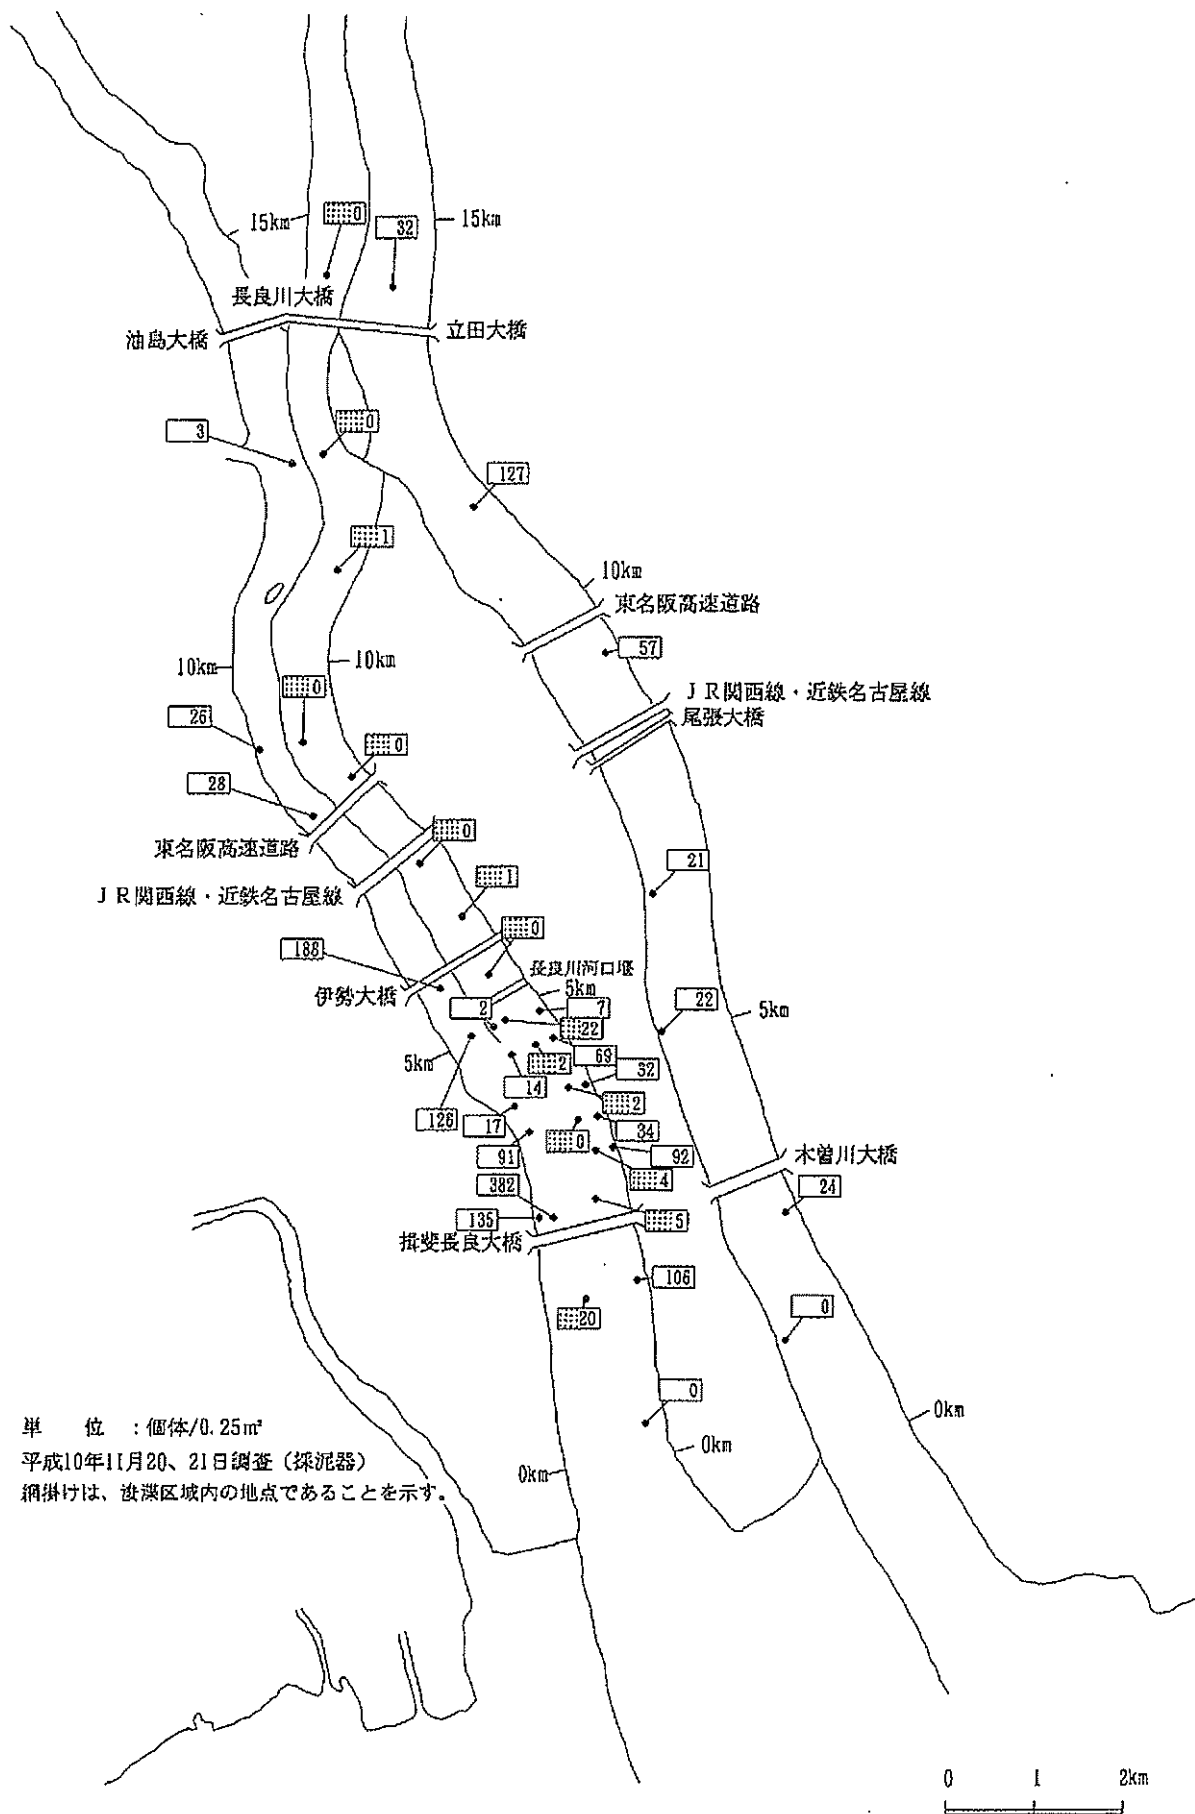 0
32
15km
15km
長良川大橋
油島大橋
立田大橋
3
0
127
1
10km
東名阪高速道路
57
10km
10km
0
JR関西線・近鉄名古屋線
尾張大橋
26
0
28
東名阪高速道路
0
JR関西線・近鉄名古屋線
21
1
0
188
長良川河口堰
伊勢大橋
5km
2
7
22
22
5km
5km
69
2
32
14
126
17
2
34
0
91
92
木曽川大橋
4
382
24
135
5
揖斐長良大橋
106
0
20
0
0km
0km
0km
単 位 :個体/0.25㎡
平成10年11月20、21日調査(採泥器)
網掛けは、浚渫区域内の地点であることを示す。
0 1 2km